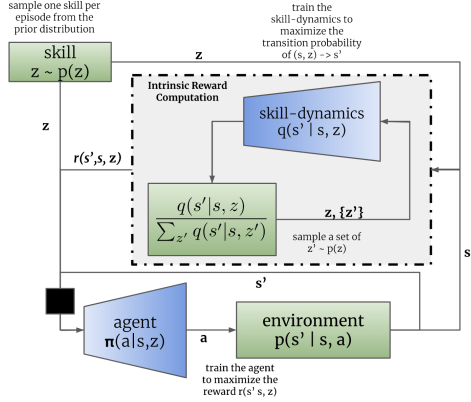 sample one skill per
episode from the
prior distribution
train the
skill-dynamics to
maximize the
transition probability
of (s, z) -> s'
skill
z ~ p(z)
z
Intrinsic Reward
Computation
skill-dynamics
q(s' | s, z)
z
r(s',s, z)
q(s'|s, z)
∑z' q(s'|s, z')
z, {z'}
sample a set of
z' ~ p(z)
s
s'
agent
π(a|s,z)
a
environment
p(s' | s, a)
train the agent
to maximize the
reward r(s' s, z)